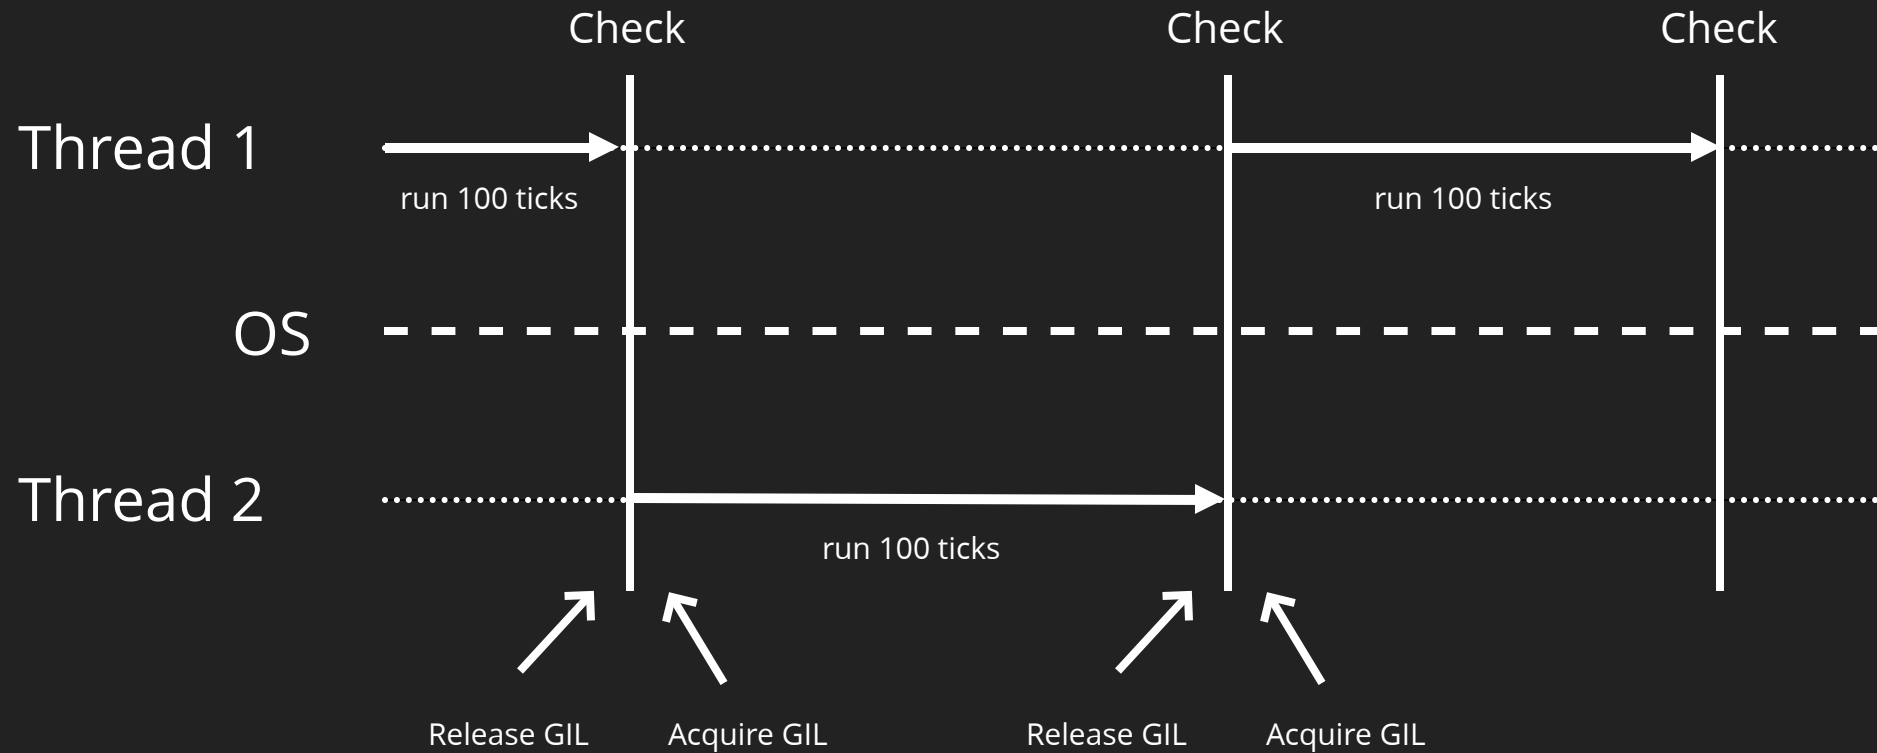 Check
Check
Check
Thread 1
run 100 ticks
run 100 ticks
OS
Thread 2
run 100 ticks
Release GIL
Acquire GIL
Release GIL
Acquire GIL